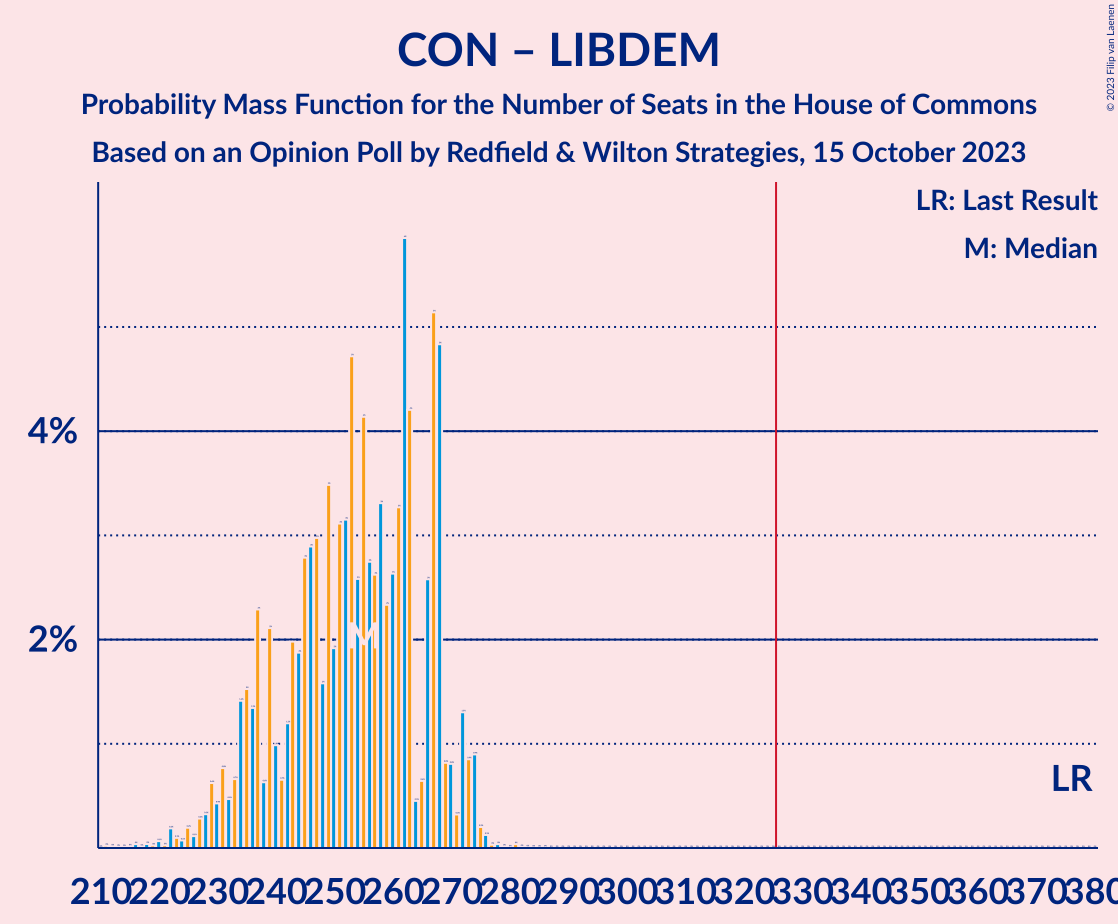 CON – LIBDEM
Probability Mass Function for the Number of Seats in the House of Commons
Based on an Opinion Poll by Redfield & Wilton Strategies, 15 October 2023
© 2023 Filip van Laenen
LR: Last Result
M: Median
4%
2%
M
LR
210 220 230 240 250 260 270 280 290 300 310 320 330 340 350 360 370 380